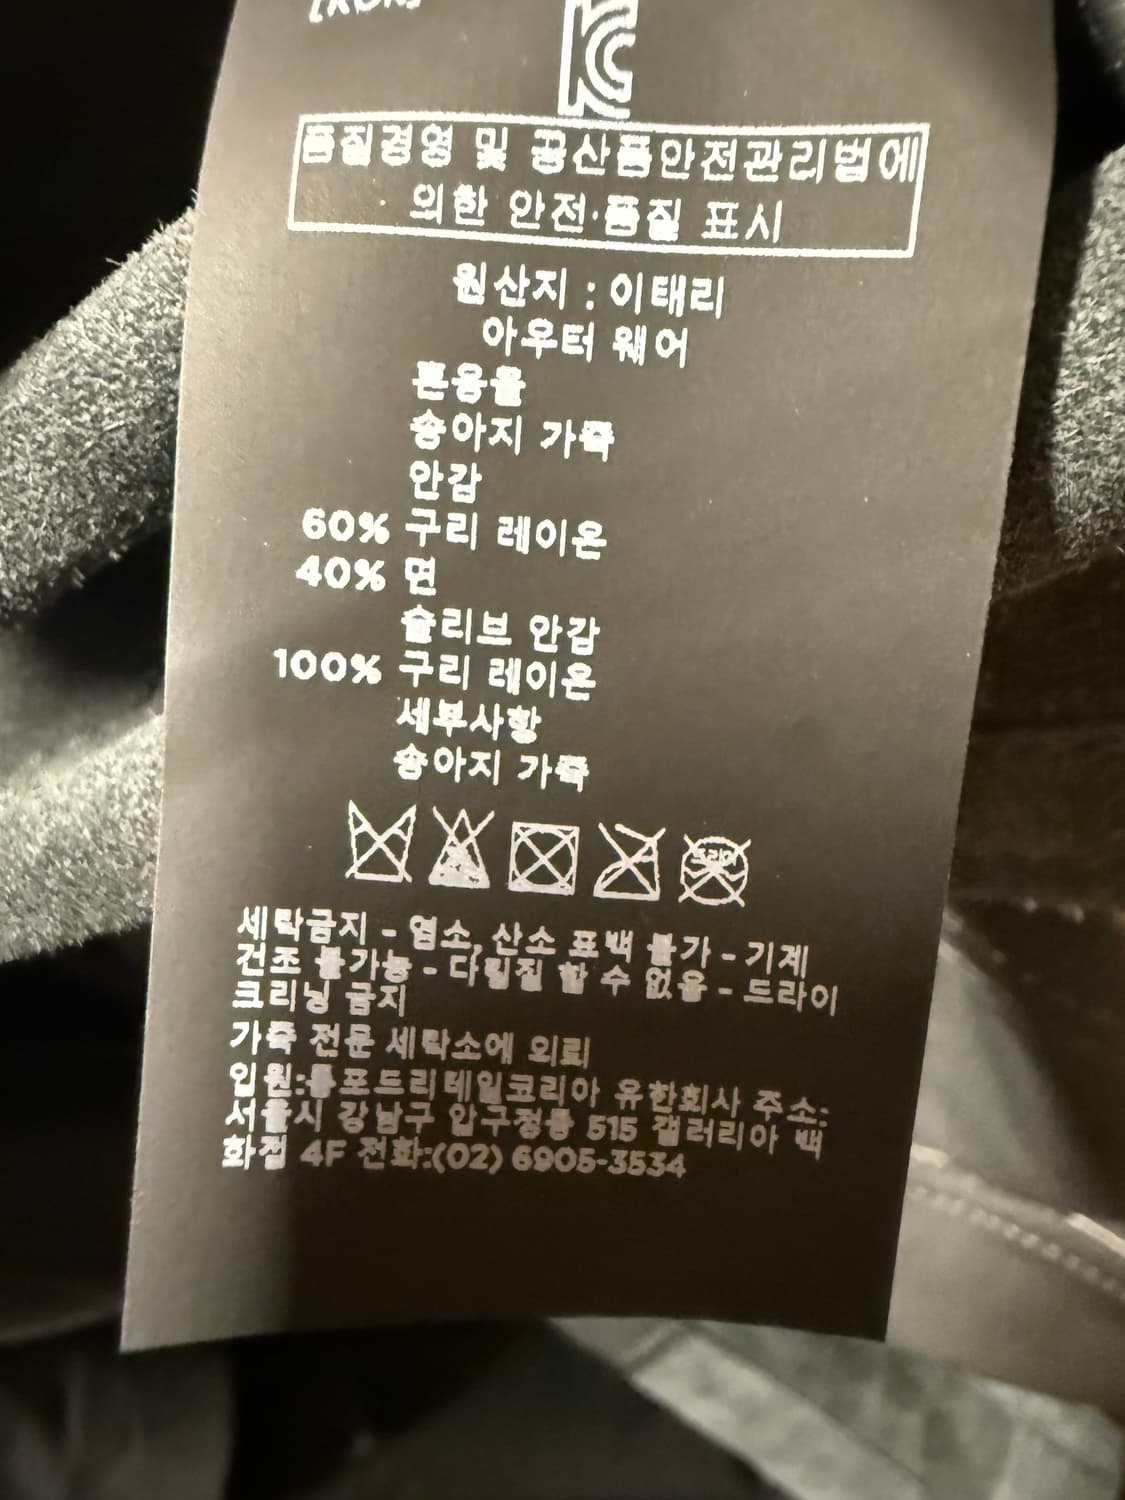 [KOR]
KC
품질경영 및 공산품안전관리법에
의한 안전·품질 표시
원산지 : 이태리
아우터 웨어
혼용율
송아지 가죽
안감
60% 구리 레이온
40% 면
슬리브 안감
100% 구리 레이온
세부사항
송아지 가죽
드라이
세탁금지 - 염소, 산소 표백 불가 - 기계
건조 불가능 - 다림질 할 수 없음 - 드라이
크리닝 금지
가죽 전문 세탁소에 의뢰
입원:톰포드리테일코리아 유한회사 주소:
서울시 강남구 압구정동 515 갤러리아 백
화점 4F 전화:(02) 6905-3534